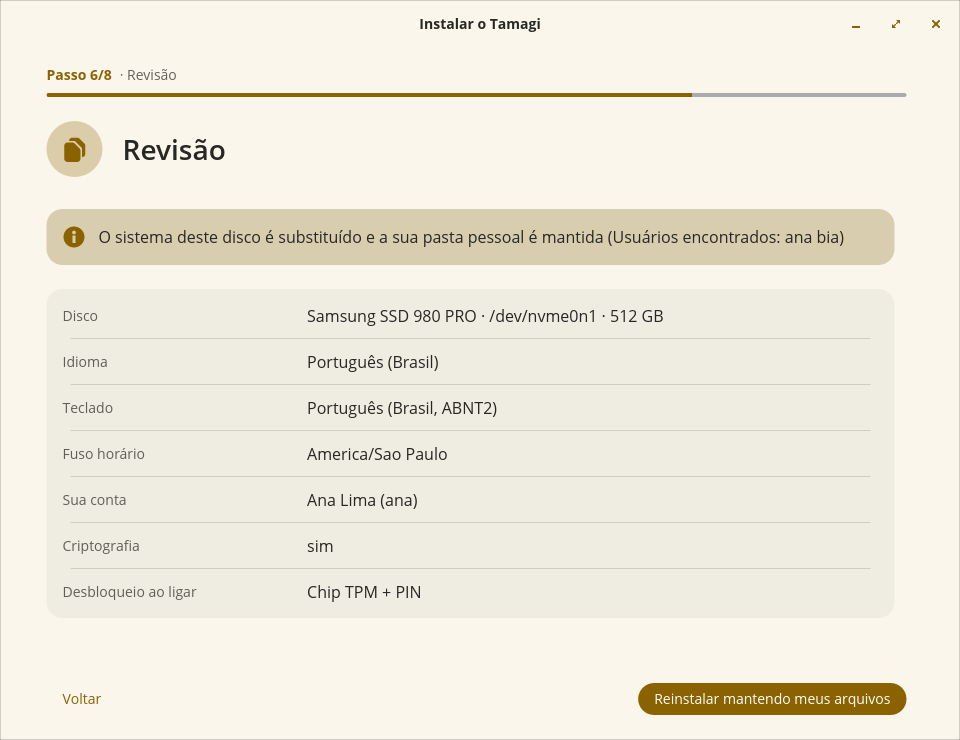 Instalar o Tamagi
Passo 6/8 · Revisão
Revisão
O sistema deste disco é substituído e a sua pasta pessoal é mantida (Usuários encontrados: ana bia)
Disco Samsung SSD 980 PRO · /dev/nvme0n1 · 512 GB
Idioma Português (Brasil)
Teclado Português (Brasil, ABNT2)
Fuso horário America/Sao Paulo
Sua conta Ana Lima (ana)
Criptografia sim
Desbloqueio ao ligar Chip TPM + PIN
Voltar Reinstalar mantendo meus arquivos